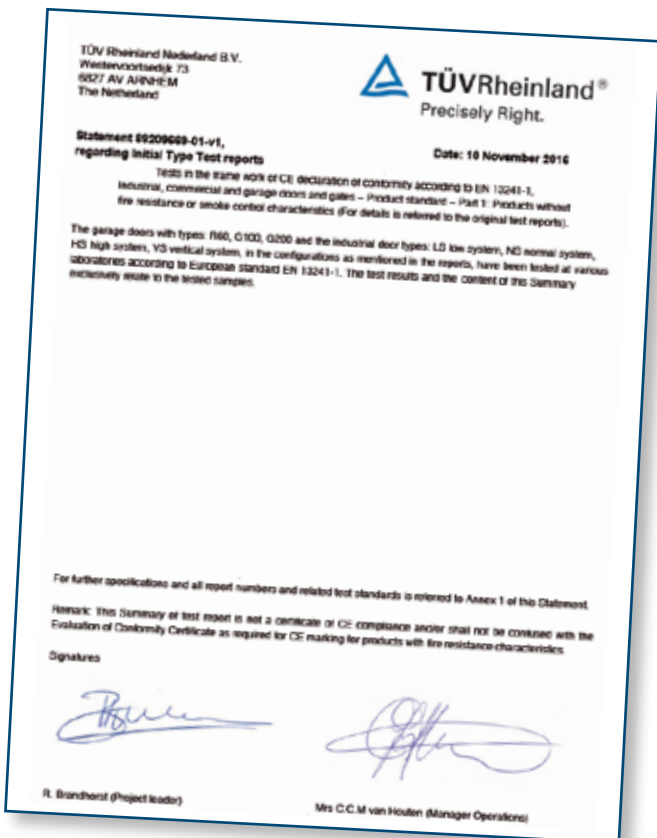 TÜV Rheinland Nederland B.V.
Westervoortsedijk 73
6827 AV ARNHEM
The Netherland
TÜVRheinland®
Precisely Right.
Statement 89209669-01-v1,
regarding Initial Type Test reports
Date: 10 November 2016
Tests in the frame work of CE declaration of conformity according to EN 13241-1,
Industrial, commercial and garage doors and gates – Product standard – Part 1: Products without
fire resistance or smoke control characteristics (For details is referred to the original test reports).
The garage doors with types: R60, G100, G200 and the industrial door types: LS low system, NS normal system,
HS high system, VS vertical system, in the configurations as mentioned in the reports, have been tested at various
laboratories according to European standard EN 13241-1. The test results and the content of this Summary
exclusively relate to the tested samples.
For further specifications and all report numbers and related test standards is referred to Annex 1 of this Statement.
Remark: This Summary of test report is not a certificate of CE compliance and/or shall not be confused with the
Evaluation of Conformity Certificate as required for CE marking for products with fire resistance characteristics.
Signatures
R. Brandhorst (Project leader)
Mrs C.C.M van Houten (Manager Operations)